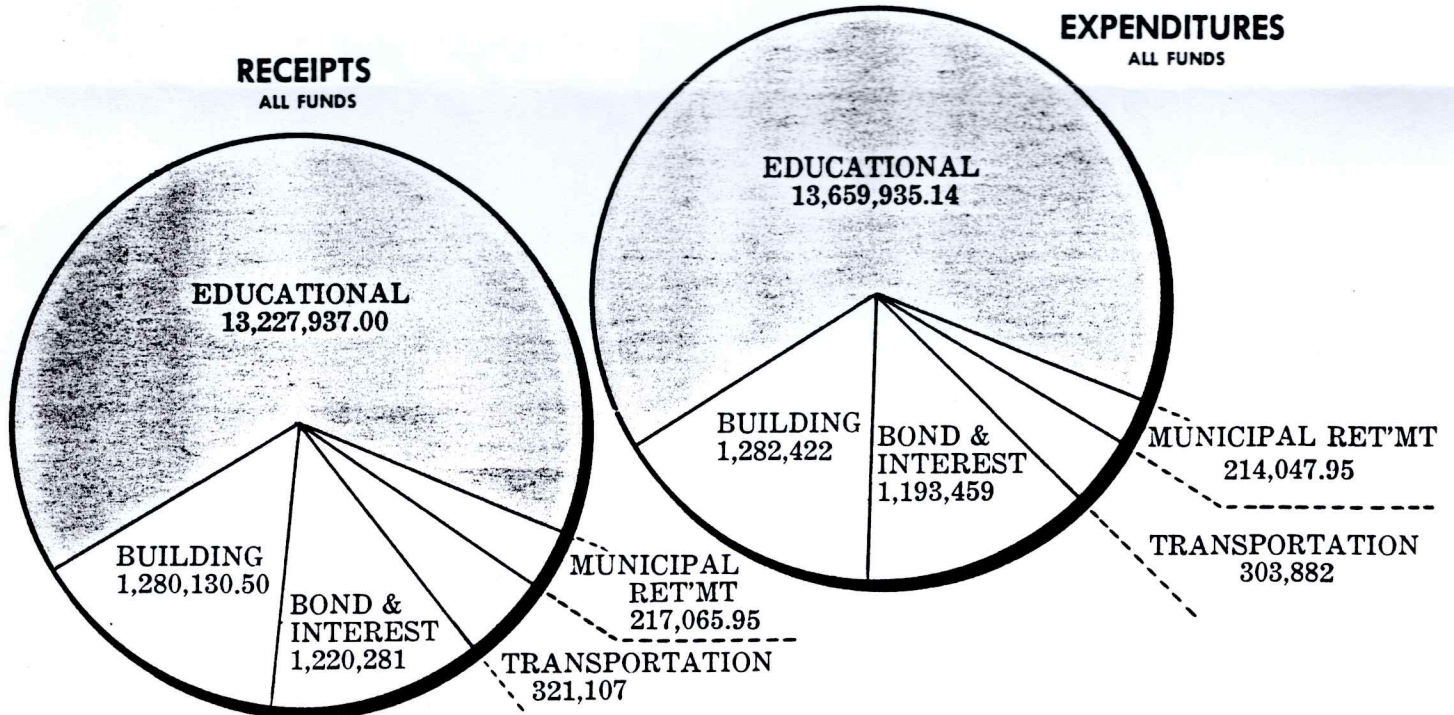 RECEIPTS
ALL FUNDS
EDUCATIONAL
13,227,937.00
BUILDING
1,280,130.50
BOND &
INTEREST
1,220,281
MUNICIPAL
RET'MT
217,065.95
TRANSPORTATION
321,107
EXPENDITURES
ALL FUNDS
EDUCATIONAL
13,659,935.14
BUILDING
1,282,422
BOND &
INTEREST
1,193,459
MUNICIPAL RET'MT
214,047.95
TRANSPORTATION
303,882